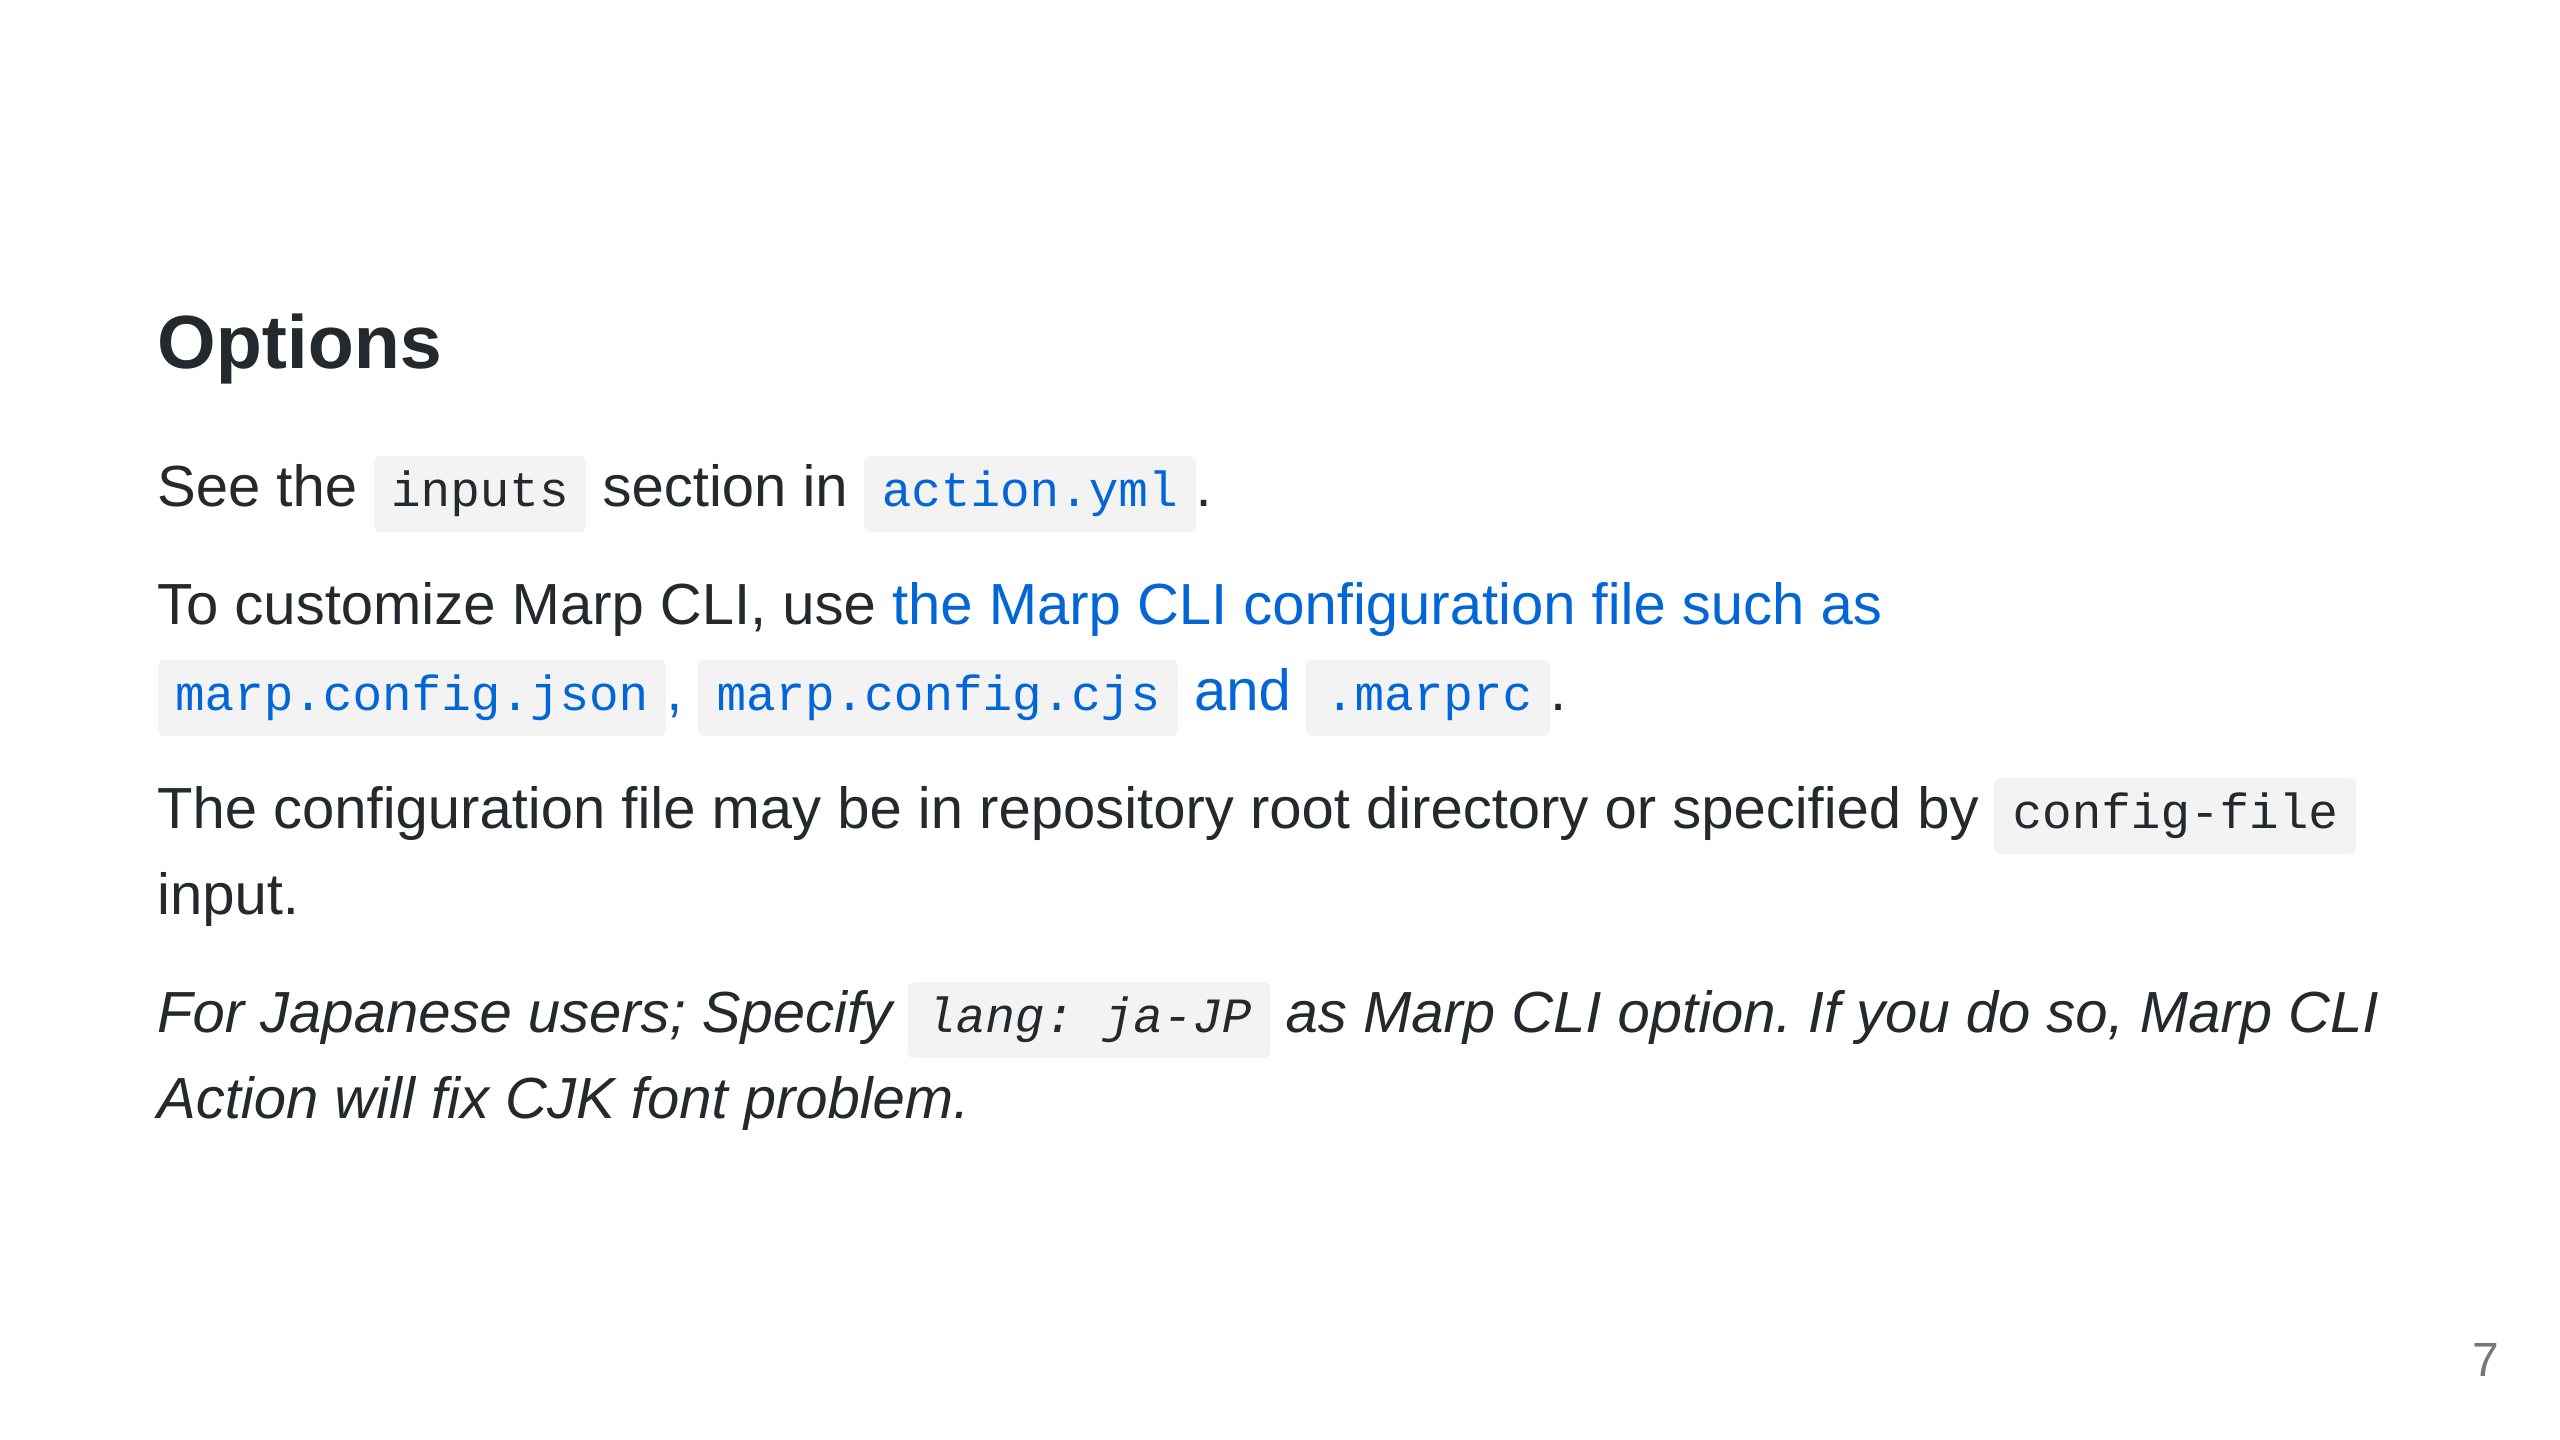 Options
See the inputs section in action.yml.
To customize Marp CLI, use the Marp CLI configuration file such as
marp.config.json, marp.config.cjs and .marprc.
The configuration file may be in repository root directory or specified by config-file
input.
For Japanese users; Specify lang: ja-JP as Marp CLI option. If you do so, Marp CLI
Action will fix CJK font problem.
7